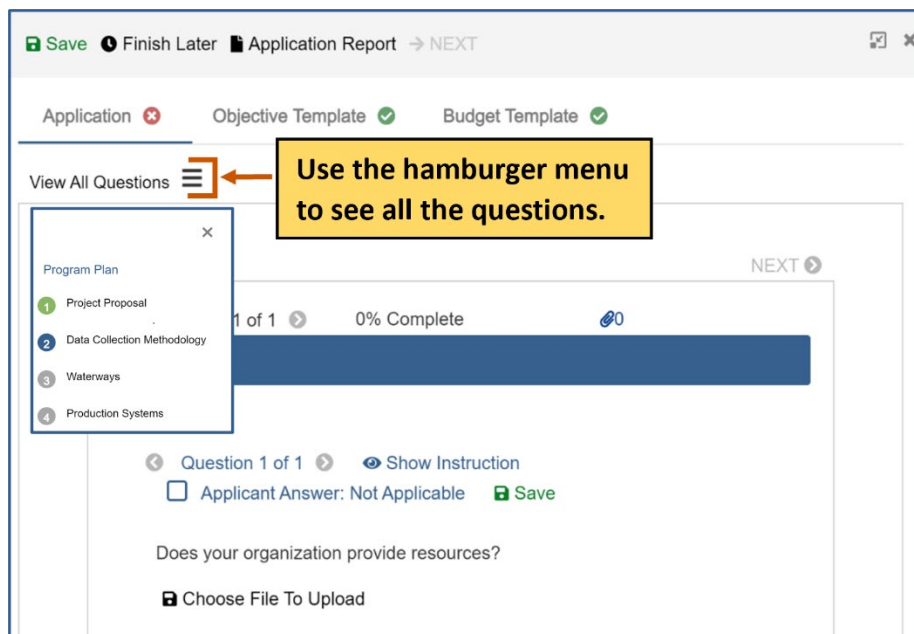 Save Finish Later Application Report NEXT
Application Objective Template Budget Template
View All Questions
Use the hamburger menu
to see all the questions.
Program Plan
1 Project Proposal
2 Data Collection Methodology
3 Waterways
4 Production Systems
NEXT
1 of 1 0% Complete 0
Question 1 of 1 Show Instruction
Applicant Answer: Not Applicable Save
Does your organization provide resources?
Choose File To Upload